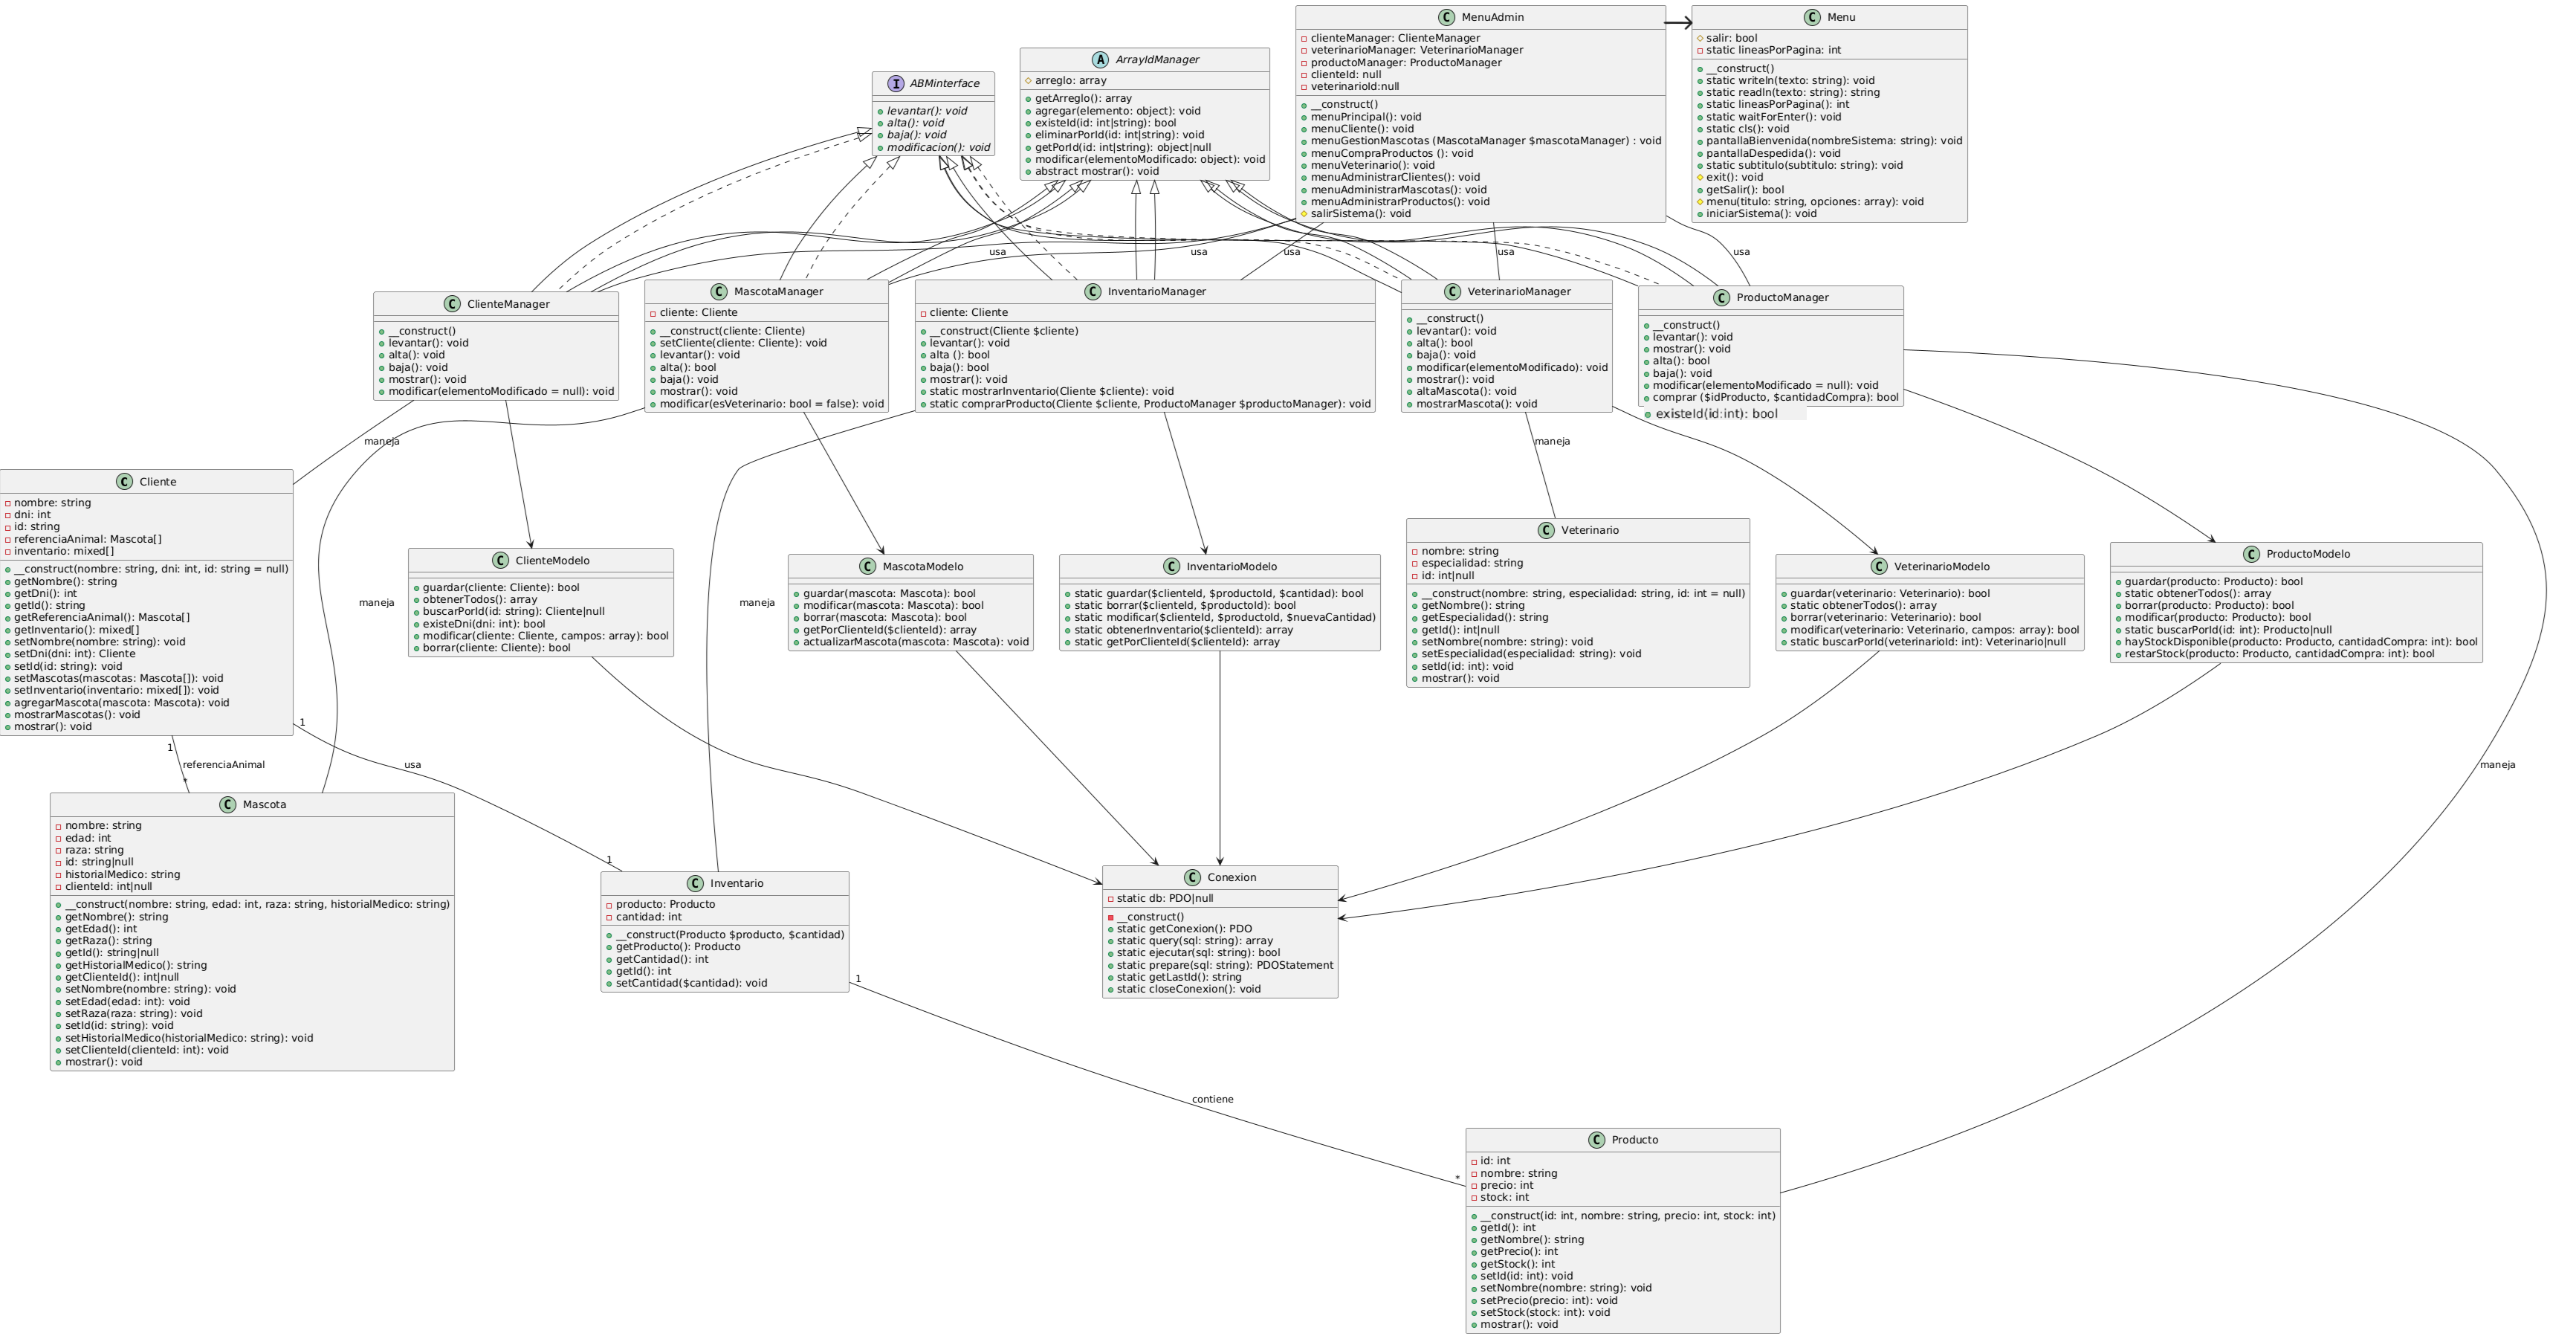 MenuAdmin
clienteManager: ClienteManager
veterinarioManager: VeterinarioManager
productoManager: ProductoManager
clienteId: null
veterinarioId:null
__construct()
menuPrincipal(): void
menuCliente(): void
menuGestionMascotas (MascotaManager $mascotaManager) : void
menuCompraProductos (): void
menuVeterinario(): void
menuAdministrarClientes(): void
menuAdministrarMascotas(): void
menuAdministrarProductos(): void
salirSistema(): void
Menu
salir: bool
static lineasPorPagina: int
__construct()
static writeln(texto: string): void
static readln(texto: string): string
static lineasPorPagina(): int
static waitForEnter(): void
static cls(): void
pantallaBienvenida(nombreSistema: string): void
pantallaDespedida(): void
static subtitulo(subtitulo: string): void
exit(): void
getSalir(): bool
menu(titulo: string, opciones: array): void
iniciarSistema(): void
ArrayIdManager
arreglo: array
getArreglo(): array
agregar(elemento: object): void
existeId(id: int|string): bool
eliminarPorId(id: int|string): void
getPorId(id: int|string): object|null
modificar(elementoModificado: object): void
abstract mostrar(): void
ABMinterface
levantar(): void
alta(): void
baja(): void
modificacion(): void
usa
usa
usa
usa
usa
ClienteManager
__construct()
levantar(): void
alta(): void
baja(): void
mostrar(): void
modificar(elementoModificado = null): void
MascotaManager
cliente: Cliente
__construct(cliente: Cliente)
setCliente(cliente: Cliente): void
levantar(): void
alta(): bool
baja(): void
mostrar(): void
modificar(esVeterinario: bool = false): void
InventarioManager
cliente: Cliente
__construct(Cliente $cliente)
levantar(): void
alta (): bool
baja(): bool
mostrar(): void
static mostrarInventario(Cliente $cliente): void
static comprarProducto(Cliente $cliente, ProductoManager $productoManager): void
VeterinarioManager
__construct()
levantar(): void
alta(): bool
baja(): void
modificar(elementoModificado): void
mostrar(): void
altaMascota(): void
mostrarMascota(): void
ProductoManager
__construct()
levantar(): void
mostrar(): void
alta(): bool
baja(): void
modificar(elementoModificado = null): void
comprar ($idProducto, $cantidadCompra): bool
existeId(id:int): bool
maneja
maneja
Cliente
nombre: string
dni: int
id: string
referenciaAnimal: Mascota[]
inventario: mixed[]
__construct(nombre: string, dni: int, id: string = null)
getNombre(): string
getDni(): int
getId(): string
getReferenciaAnimal(): Mascota[]
getInventario(): mixed[]
setNombre(nombre: string): void
setDni(dni: int): Cliente
setId(id: string): void
setMascotas(mascotas: Mascota[]): void
setInventario(inventario: mixed[]): void
agregarMascota(mascota: Mascota): void
mostrarMascotas(): void
mostrar(): void
ClienteModelo
guardar(cliente: Cliente): bool
obtenerTodos(): array
buscarPorId(id: string): Cliente|null
existeDni(dni: int): bool
modificar(cliente: Cliente, campos: array): bool
borrar(cliente: Cliente): bool
MascotaModelo
guardar(mascota: Mascota): bool
modificar(mascota: Mascota): bool
borrar(mascota: Mascota): bool
getPorClienteId($clienteId): array
actualizarMascota(mascota: Mascota): void
InventarioModelo
static guardar($clienteId, $productoId, $cantidad): bool
static borrar($clienteId, $productoId): bool
static modificar($clienteId, $productoId, $nuevaCantidad)
static obtenerInventario($clienteId): array
static getPorClienteId($clienteId): array
Veterinario
nombre: string
especialidad: string
id: int|null
__construct(nombre: string, especialidad: string, id: int = null)
getNombre(): string
getEspecialidad(): string
getId(): int|null
setNombre(nombre: string): void
setEspecialidad(especialidad: string): void
setId(id: int): void
mostrar(): void
VeterinarioModelo
guardar(veterinario: Veterinario): bool
static obtenerTodos(): array
borrar(veterinario: Veterinario): bool
modificar(veterinario: Veterinario, campos: array): bool
static buscarPorId(veterinarioId: int): Veterinario|null
ProductoModelo
guardar(producto: Producto): bool
static obtenerTodos(): array
borrar(producto: Producto): bool
modificar(producto: Producto): bool
static buscarPorId(id: int): Producto|null
hayStockDisponible(producto: Producto, cantidadCompra: int): bool
restarStock(producto: Producto, cantidadCompra: int): bool
maneja
maneja
1
1
referenciaAnimal
*
usa
1
maneja
Mascota
nombre: string
edad: int
raza: string
id: string|null
historialMedico: string
clienteId: int|null
__construct(nombre: string, edad: int, raza: string, historialMedico: string)
getNombre(): string
getEdad(): int
getRaza(): string
getId(): string|null
getHistorialMedico(): string
getClienteId(): int|null
setNombre(nombre: string): void
setEdad(edad: int): void
setRaza(raza: string): void
setId(id: string): void
setHistorialMedico(historialMedico: string): void
setClienteId(clienteId: int): void
mostrar(): void
Inventario
producto: Producto
cantidad: int
__construct(Producto $producto, $cantidad)
getProducto(): Producto
getCantidad(): int
getId(): int
setCantidad($cantidad): void
Conexion
static db: PDO|null
__construct()
static getConexion(): PDO
static query(sql: string): array
static ejecutar(sql: string): bool
static prepare(sql: string): PDOStatement
static getLastId(): string
static closeConexion(): void
1
contiene
*
Producto
id: int
nombre: string
precio: int
stock: int
__construct(id: int, nombre: string, precio: int, stock: int)
getId(): int
getNombre(): string
getPrecio(): int
getStock(): int
setId(id: int): void
setNombre(nombre: string): void
setPrecio(precio: int): void
setStock(stock: int): void
mostrar(): void